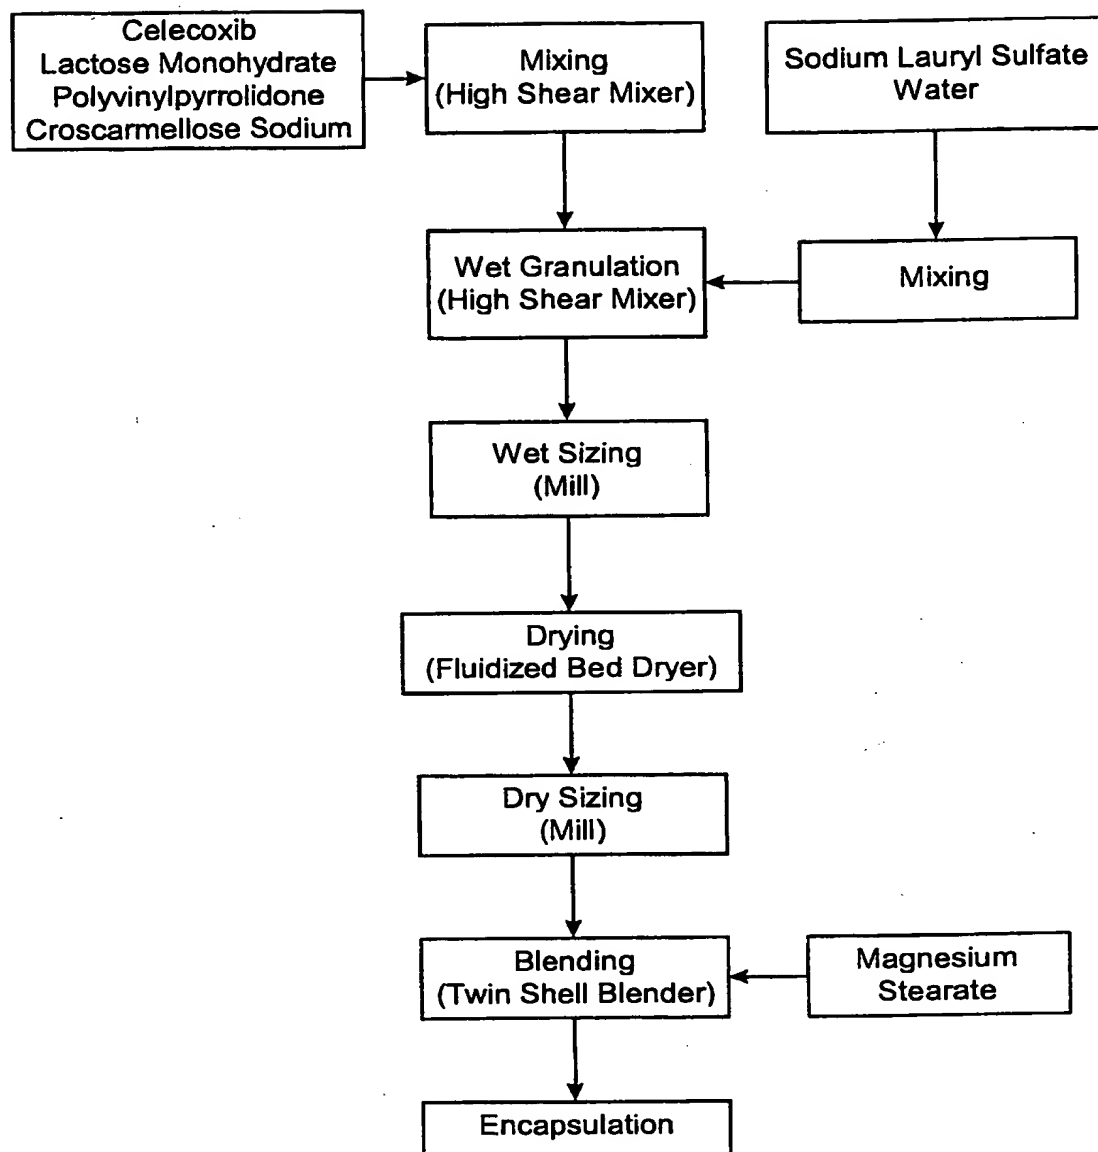 Celecoxib
Lactose Monohydrate
Polyvinylpyrrolidone
Croscarmellose Sodium
Mixing
(High Shear Mixer)
Sodium Lauryl Sulfate
Water
Wet Granulation
(High Shear Mixer)
Mixing
Wet Sizing
(Mill)
Drying
(Fluidized Bed Dryer)
Dry Sizing
(Mill)
Blending
(Twin Shell Blender)
Magnesium
Stearate
Encapsulation